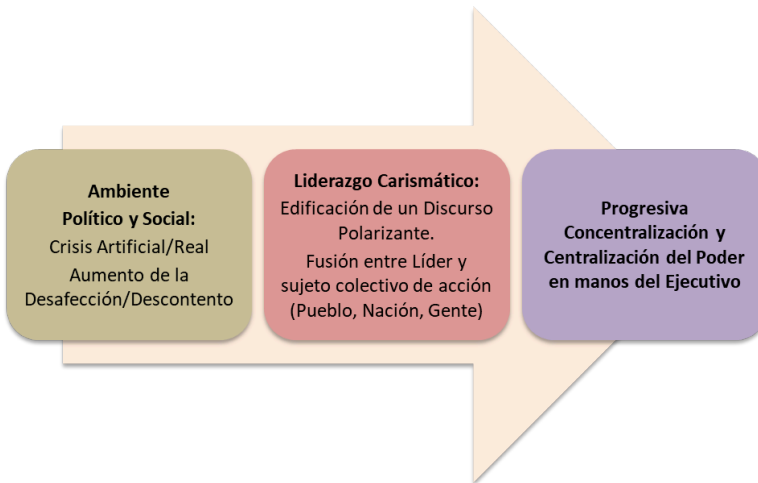 Ambiente
Político y Social:
Crisis Artificial/Real
Aumento de la
Desafección/Descontento
Liderazgo Carismático:
Edificación de un Discurso
Polarizante.
Fusión entre Líder y
sujeto colectivo de acción
(Pueblo, Nación, Gente)
Progresiva
Concentralización y
Centralización del Poder
en manos del Ejecutivo